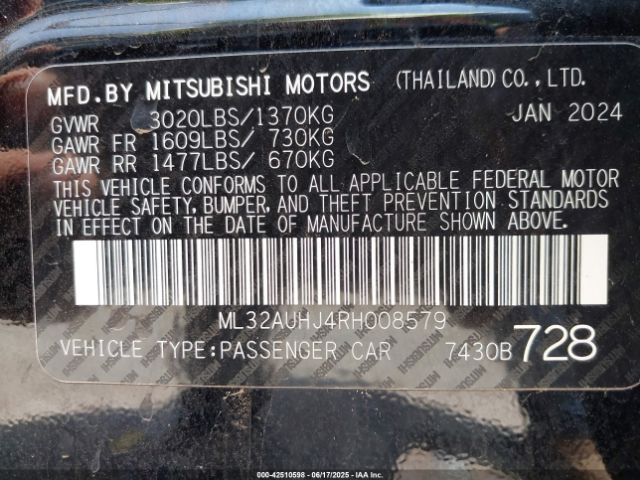 MFD.BY MITSUBISHI MOTORS (THAILAND) CO.,LTD.
GVWR 3020LBS/1370KG JAN 2024
GAWR FR 1609LBS/ 730KG
GAWR RR 1477LBS/ 670KG
THIS VEHICLE CONFORMS TO ALL APPLICABLE FEDERAL MOTOR
VEHICLE SAFETY, BUMPER, AND THEFT PREVENTION STANDARDS
IN EFFECT ON THE DATE OF MANUFACTURE SHOWN ABOVE.
ML32AUHJ4RH008579
VEHICLE TYPE:PASSENGER CAR 7430B 728
000-42510598 - 06/17/2025 - IAAI.COM